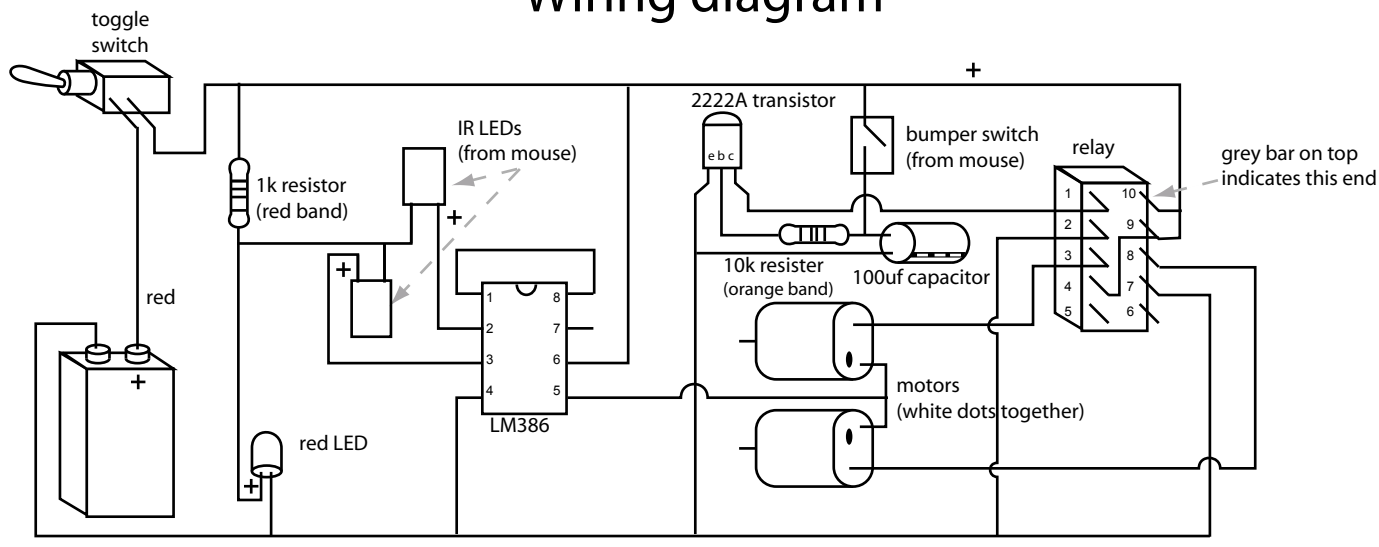 Wiring diagram
toggle
switch
+
2222A transistor
IR LEDs
(from mouse)
bumper switch
(from mouse)
relay
grey bar on top
indicates this end
e b c
1k resistor
(red band)
+
1 10
2 9
3 8
4 7
5 6
10k resister
(orange band)
100uf capacitor
+
red
1 8
2 7
3 6
4 5
LM386
+
motors
(white dots together)
red LED
+